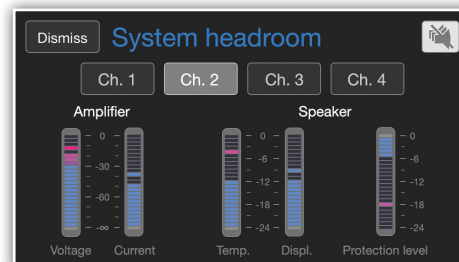 Dismiss System headroom
Ch. 1 Ch. 2 Ch. 3 Ch. 4
Amplifier Speaker
0 0 0
-6 -6
-30
-12 -12
-60
-18 -18
-∞ -24 -24
Voltage Current Temp. Displ. Protection level